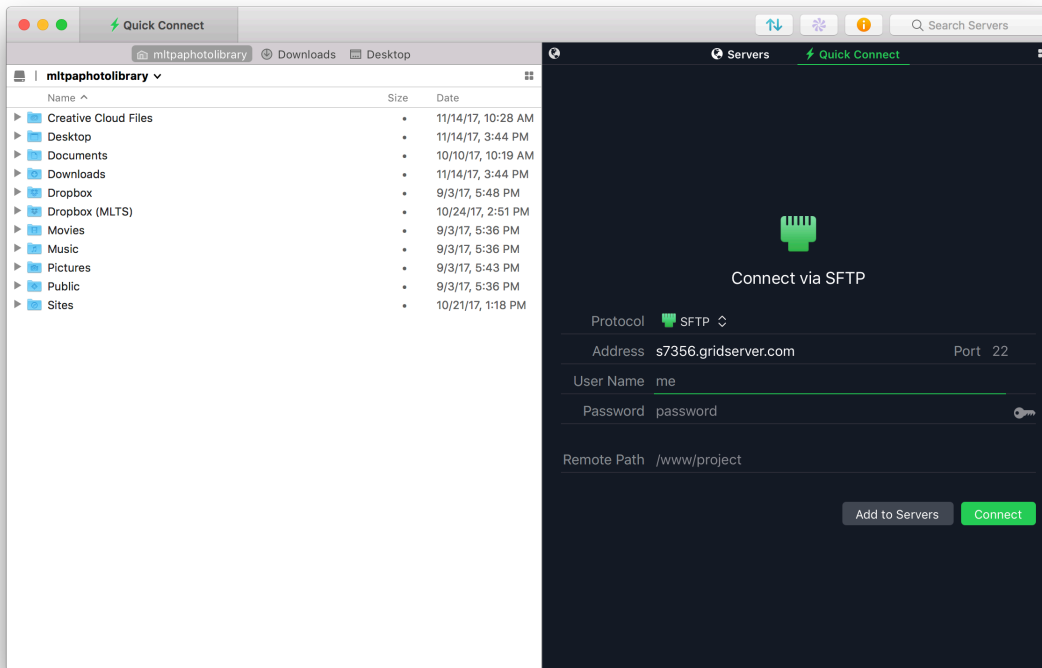 Quick Connect
Search Servers
mltpaphotolibrary Downloads Desktop
Servers Quick Connect
mltpaphotolibrary
Name Size Date
Creative Cloud Files 11/14/17, 10:28 AM
Desktop 11/14/17, 3:44 PM
Documents 10/10/17, 10:19 AM
Downloads 11/14/17, 3:44 PM
Dropbox 9/3/17, 5:48 PM
Dropbox (MLTS) 10/24/17, 2:51 PM
Movies 9/3/17, 5:36 PM
Music 9/3/17, 5:36 PM
Pictures 9/3/17, 5:43 PM
Public 9/3/17, 5:36 PM
Sites 10/21/17, 1:18 PM
Connect via SFTP
Protocol SFTP
Address s7356.gridserver.com Port 22
User Name me
Password password
Remote Path /www/project
Add to Servers Connect